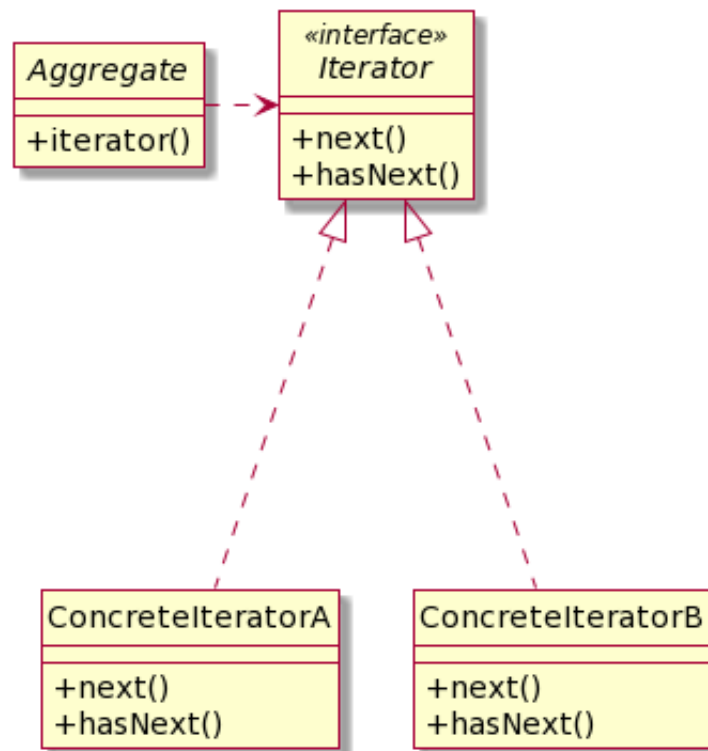 Aggregate
+iterator()
«interface»
Iterator
+next()
+hasNext()
ConcreteIteratorA
+next()
+hasNext()
ConcreteIteratorB
+next()
+hasNext()